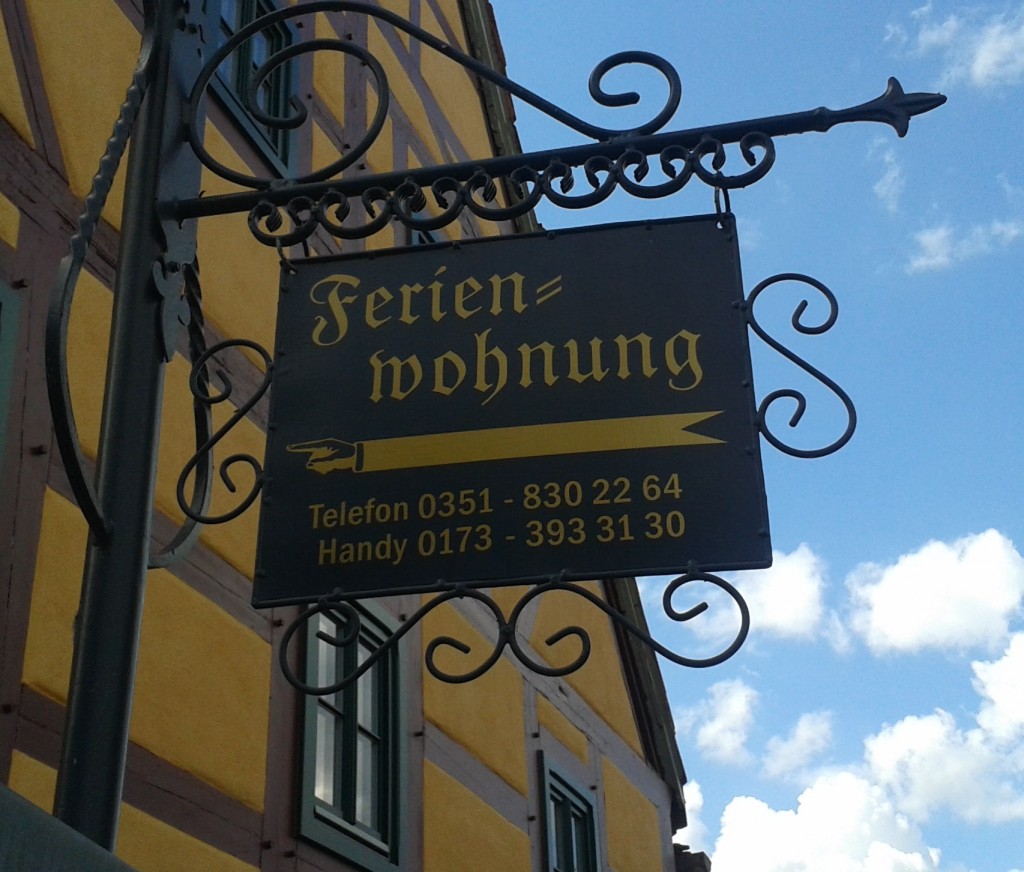 Ferien=
wohnung
Telefon 0351 - 830 22 64
Handy 0173 - 393 31 30